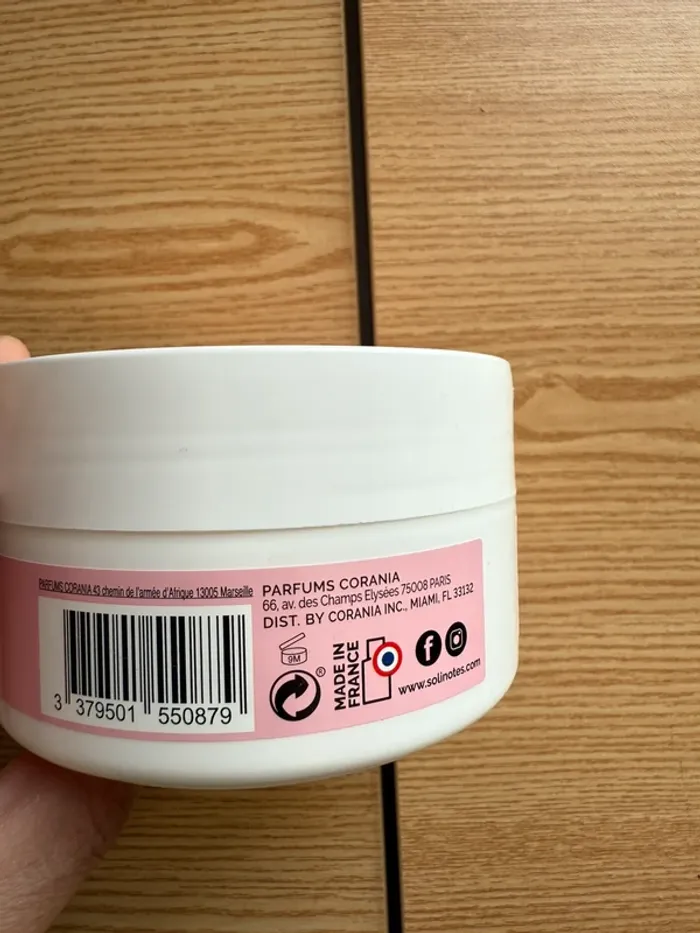 PARFUMS CORANIA 43 chemin de l'armée d'Afrique 13005 Marseille
3 379501 550879
PARFUMS CORANIA
66, av. des Champs Elysées 75008 PARIS
DIST. BY CORANIA INC., MIAMI, FL 33132
9M
®
MADE IN
FRANCE
www.solinotes.com